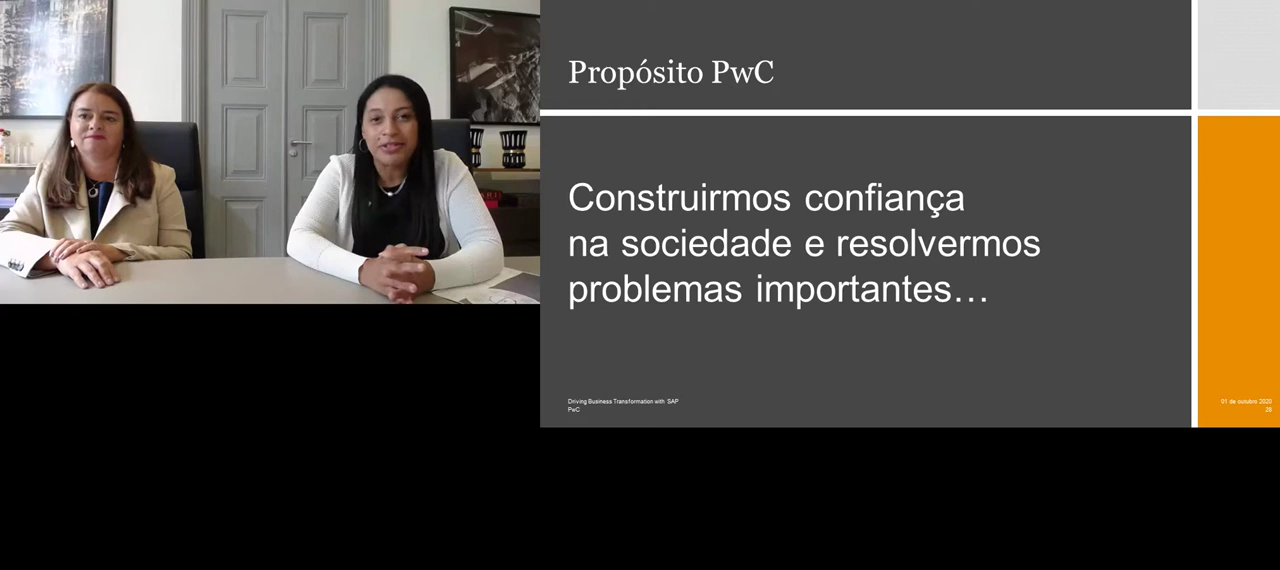 Propósito PwC
Construirmos confiança
na sociedade e resolvermos
problemas importantes…
Driving Business Transformation with SAP
PwC
01 de outubro 2020
28